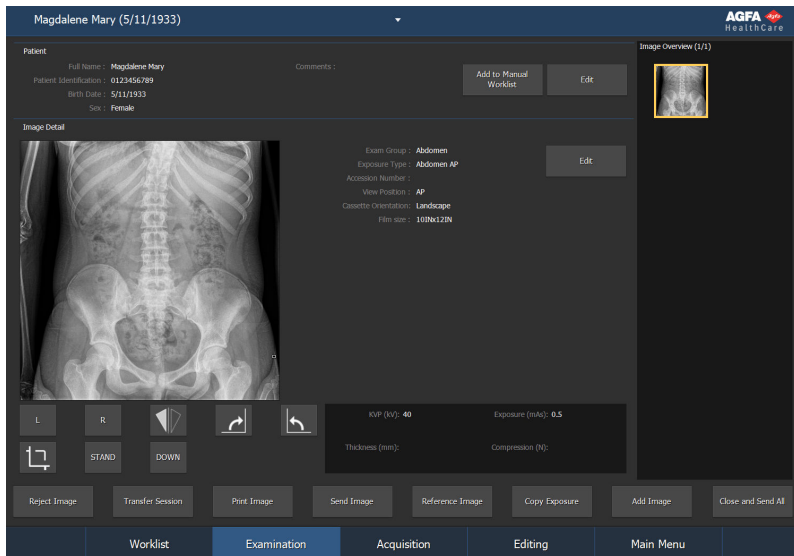 Magdalene Mary (5/11/1933)
AGFA Agfa
HealthCare
Patient
Full Name : Magdalene Mary
Comments :
Patient Identification : 0123456789
Birth Date : 5/11/1933
Sex : Female
Add to Manual
Worklist
Edit
Image Overview (1/1)
Image Detail
Exam Group : Abdomen
Exposure Type : Abdomen AP
Accession Number :
View Position : AP
Cassette Orientation: Landscape
Film size : 10INx12IN
Edit
L R
STAND DOWN
KVP (kV): 40 Exposure (mAs): 0.5
Thickness (mm): Compression (N):
Reject Image Transfer Session Print Image Send Image Reference Image Copy Exposure Add Image Close and Send All
Worklist Examination Acquisition Editing Main Menu